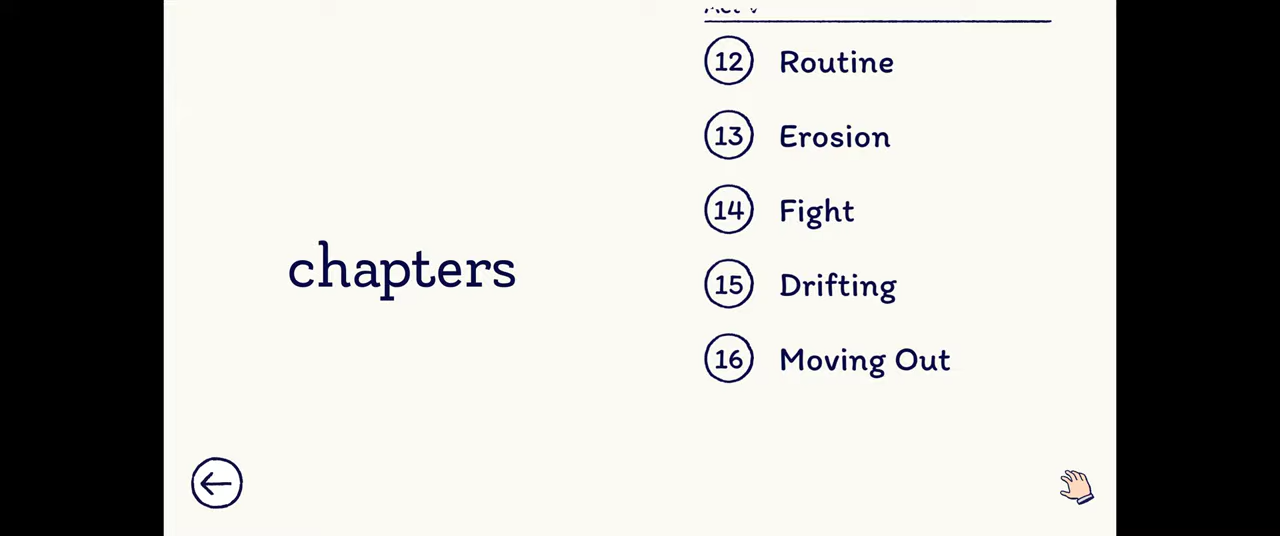 chapters
12 Routine
13 Erosion
14 Fight
15 Drifting
16 Moving Out